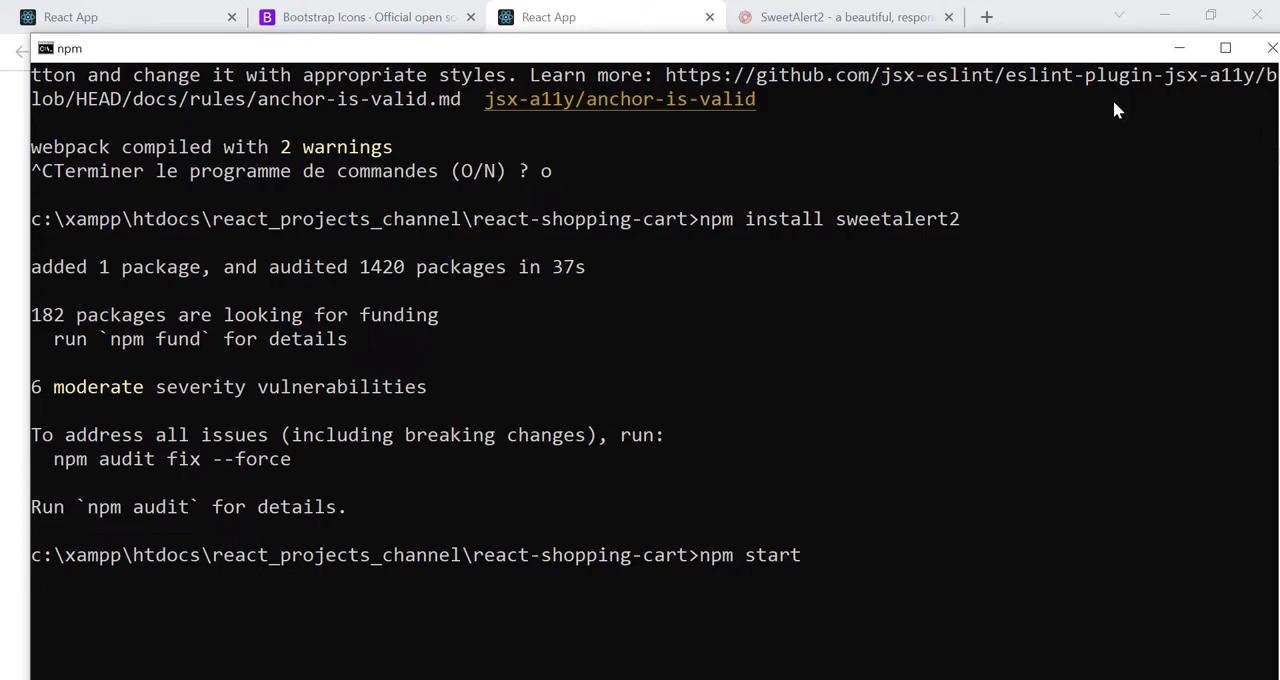 React App
Bootstrap Icons · Official open so
React App
SweetAlert2 - a beautiful, respon
npm
tton and change it with appropriate styles. Learn more: https://github.com/jsx-eslint/eslint-plugin-jsx-a11y/b
lob/HEAD/docs/rules/anchor-is-valid.md  jsx-a11y/anchor-is-valid
webpack compiled with 2 warnings
^CTerminer le programme de commandes (O/N) ? o
c:\xampp\htdocs\react_projects_channel\react-shopping-cart>npm install sweetalert2
added 1 package, and audited 1420 packages in 37s
182 packages are looking for funding
  run `npm fund` for details
6 moderate severity vulnerabilities
To address all issues (including breaking changes), run:
  npm audit fix --force
Run `npm audit` for details.
c:\xampp\htdocs\react_projects_channel\react-shopping-cart>npm start